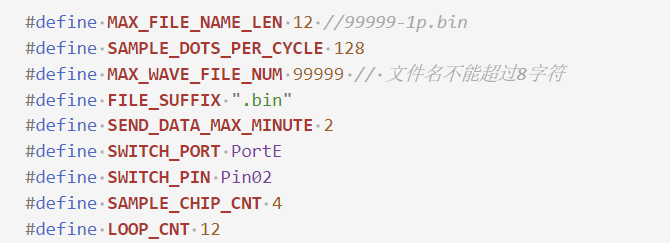 #define MAX_FILE_NAME_LEN 12 //99999-1p.bin
#define SAMPLE_DOTS_PER_CYCLE 128
#define MAX_WAVE_FILE_NUM 99999 // 文件名不能超过8字符
#define FILE_SUFFIX ".bin"
#define SEND_DATA_MAX_MINUTE 2
#define SWITCH_PORT PortE
#define SWITCH_PIN Pin02
#define SAMPLE_CHIP_CNT 4
#define LOOP_CNT 12